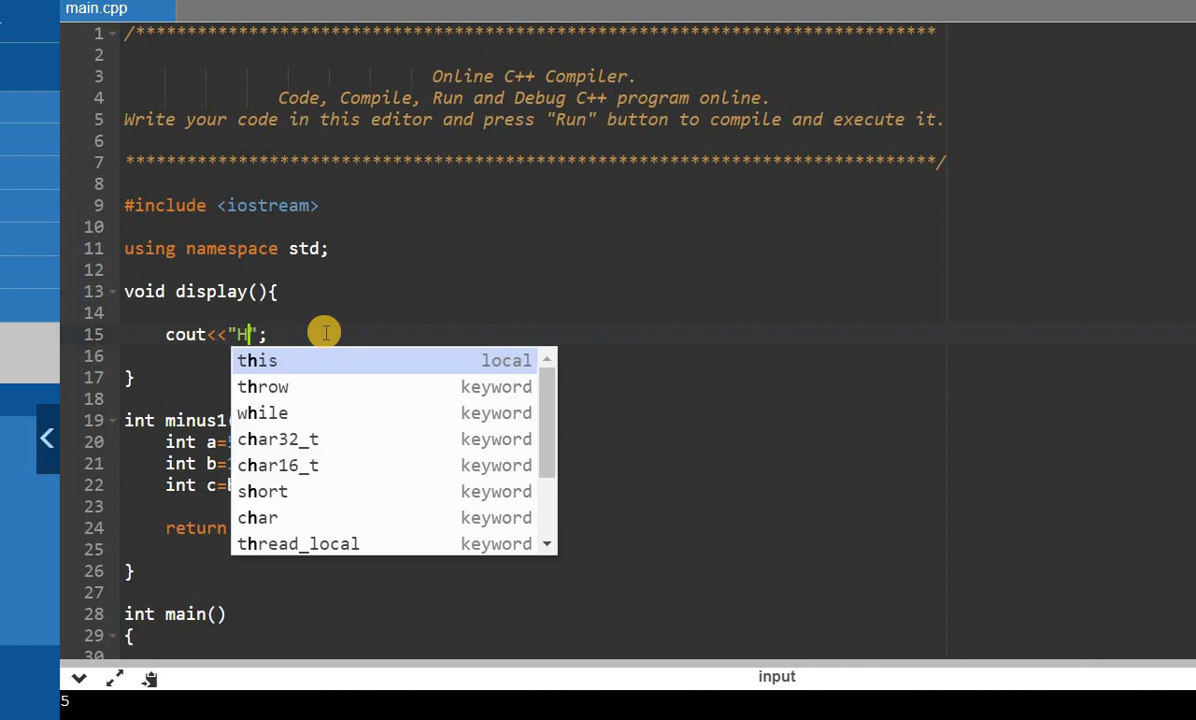 main.cpp
1 /******************************************************************************
2
3 Online C++ Compiler.
4 Code, Compile, Run and Debug C++ program online.
5 Write your code in this editor and press "Run" button to compile and execute it.
6
7 *******************************************************************************/
8
9 #include <iostream>
10
11 using namespace std;
12
13 void display(){
14
15 cout<<"H";
16
this local
17 }
throw keyword
18
while keyword
19 int minus1(
20 int a=
char32_t keyword
21 int b=
char16_t keyword
22 int c=
short keyword
23
char keyword
24 return
thread_local keyword
25
26 }
27
28 int main()
29 {
30
input
5